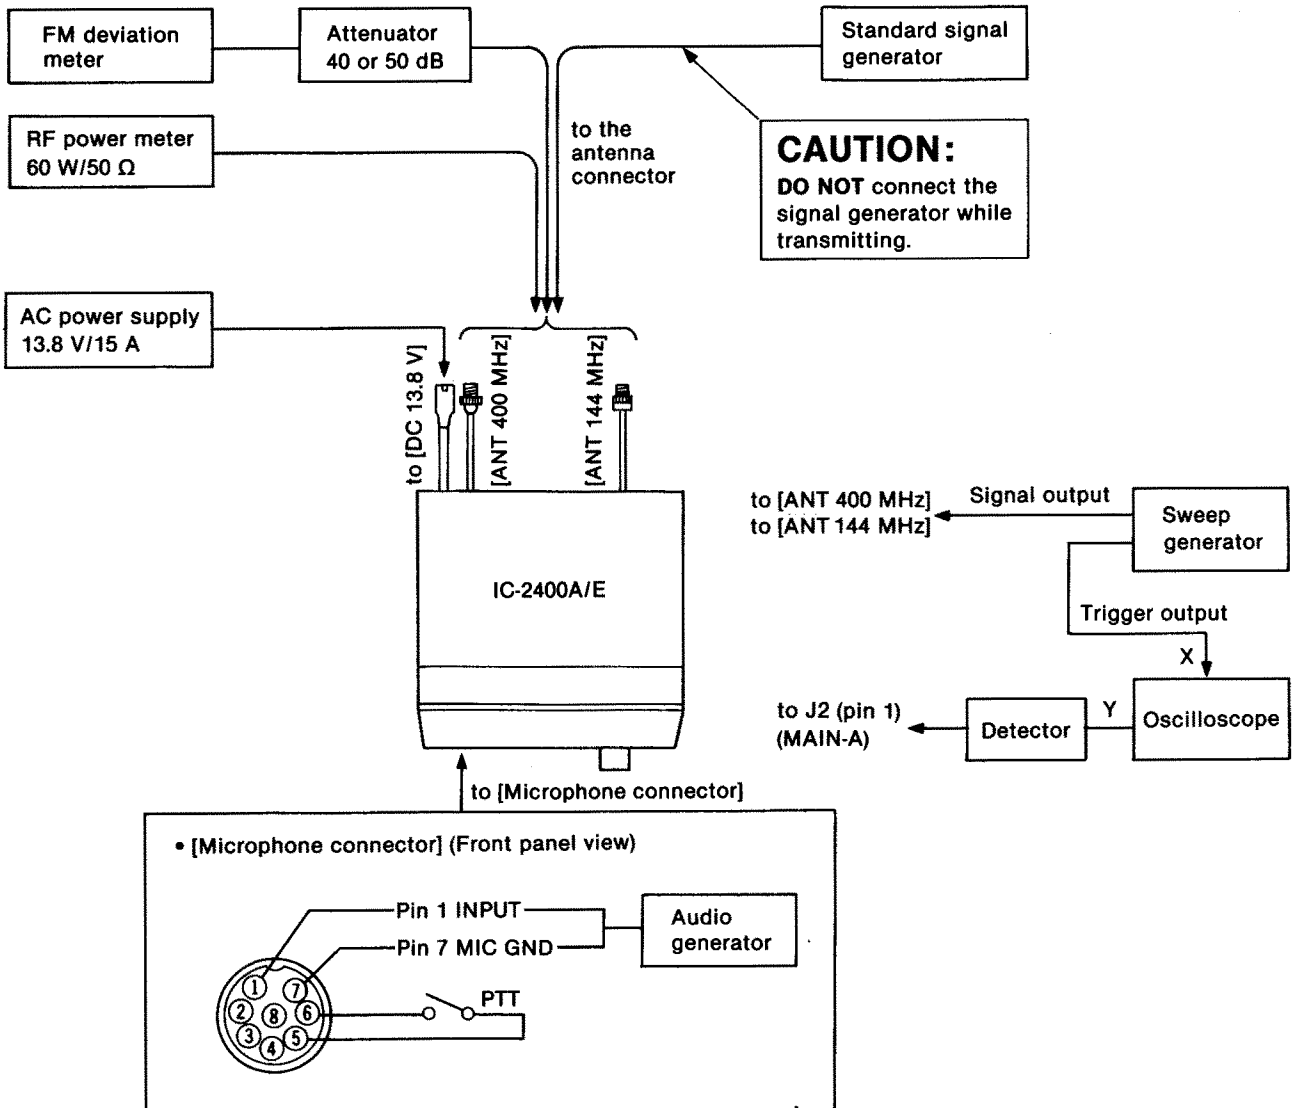 FM deviation
meter
Attenuator
40 or 50 dB
Standard signal
generator
RF power meter
60 W/50 Ω
to the
antenna
connector
CAUTION:
DO NOT connect the
signal generator while
transmitting.
AC power supply
13.8 V/15 A
to [DC 13.8 V]
[ANT 400 MHz]
[ANT 144 MHz]
IC-2400A/E
to [ANT 400 MHz]
to [ANT 144 MHz]
Signal output
Sweep
generator
Trigger output
X
to J2 (pin 1)
(MAIN-A)
Detector
Y
Oscilloscope
to [Microphone connector]
• [Microphone connector] (Front panel view)
Pin 1 INPUT
Pin 7 MIC GND
Audio
generator
PTT
1
7
2
8
6
3
5
4